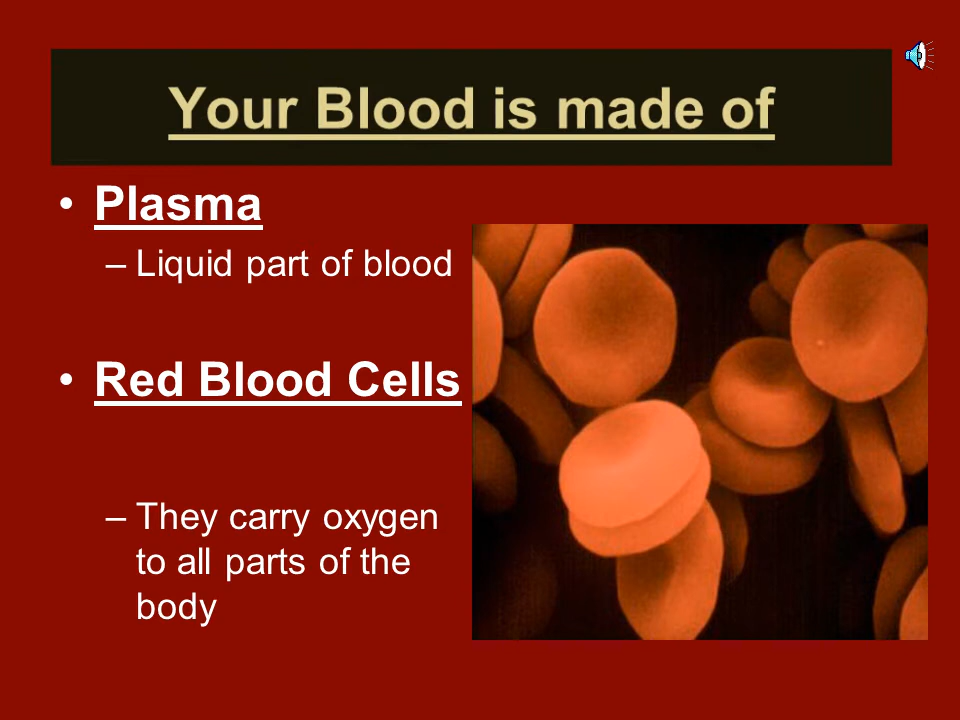 Your Blood is made of
• Plasma
– Liquid part of blood
• Red Blood Cells
– They carry oxygen
to all parts of the
body